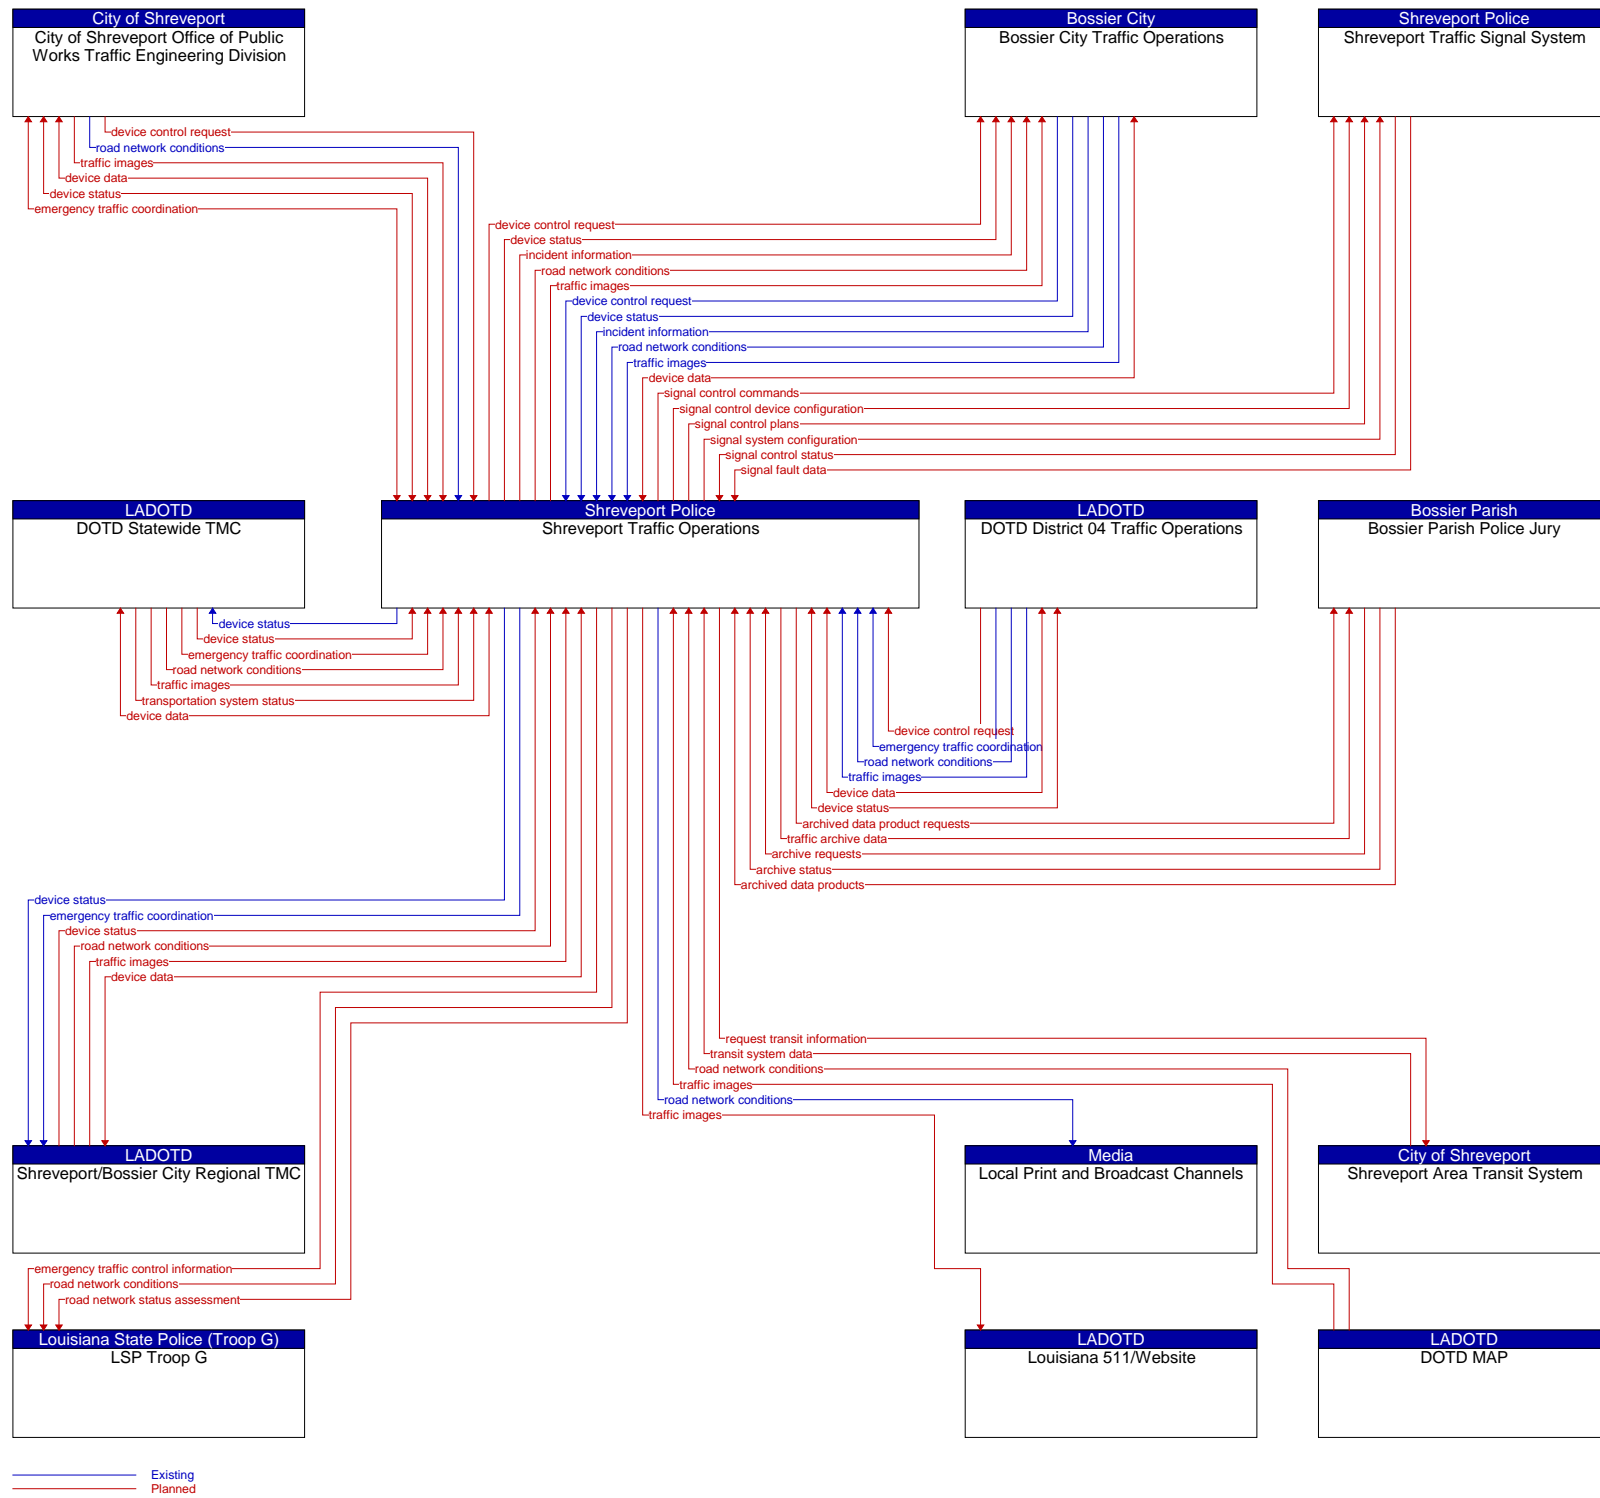 City of Shreveport
City of Shreveport Office of Public
Works Traffic Engineering Division
Bossier City
Bossier City Traffic Operations
Shreveport Police
Shreveport Traffic Signal System
device control request
road network conditions
traffic images
device data
device status
emergency traffic coordination
device control request
device status
incident information
road network conditions
traffic images
device control request
device status
incident information
road network conditions
traffic images
device data
signal control commands
signal control device configuration
signal control plans
signal system configuration
signal control status
signal fault data
LADOTD
DOTD Statewide TMC
Shreveport Police
Shreveport Traffic Operations
LADOTD
DOTD District 04 Traffic Operations
Bossier Parish
Bossier Parish Police Jury
device status
device status
emergency traffic coordination
road network conditions
traffic images
transportation system status
device data
device control request
emergency traffic coordination
road network conditions
traffic images
device data
device status
archived data product requests
traffic archive data
archive requests
archive status
archived data products
device status
emergency traffic coordination
device status
road network conditions
traffic images
device data
request transit information
transit system data
road network conditions
traffic images
road network conditions
traffic images
LADOTD
Shreveport/Bossier City Regional TMC
Media
Local Print and Broadcast Channels
City of Shreveport
Shreveport Area Transit System
emergency traffic control information
road network conditions
road network status assessment
Louisiana State Police (Troop G)
LSP Troop G
LADOTD
Louisiana 511/Website
LADOTD
DOTD MAP
Existing
Planned